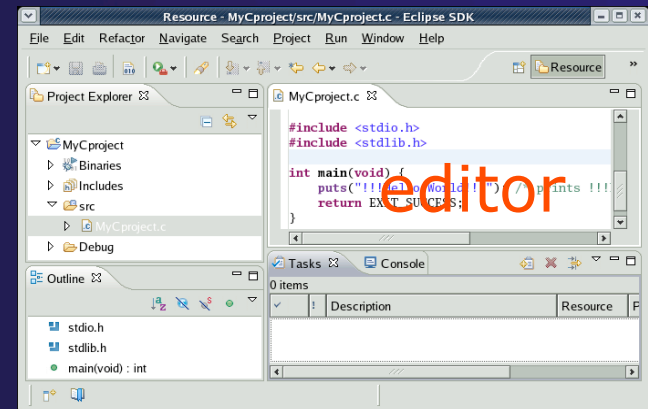 Resource - MyCproject/src/MyCproject.c - Eclipse SDK
File Edit Refactor Navigate Search Project Run Window Help
Resource »
Project Explorer
MyCproject
Binaries
Includes
src
MyCproject.c
Debug
MyCproject.c
#include <stdio.h>
#include <stdlib.h>
int main(void) {
puts("!!!Hello World!!!"); /* prints !!!
return EXIT_SUCCESS;
}
editor
Outline
stdio.h
stdlib.h
main(void) : int
Tasks Console
0 items
! Description Resource P